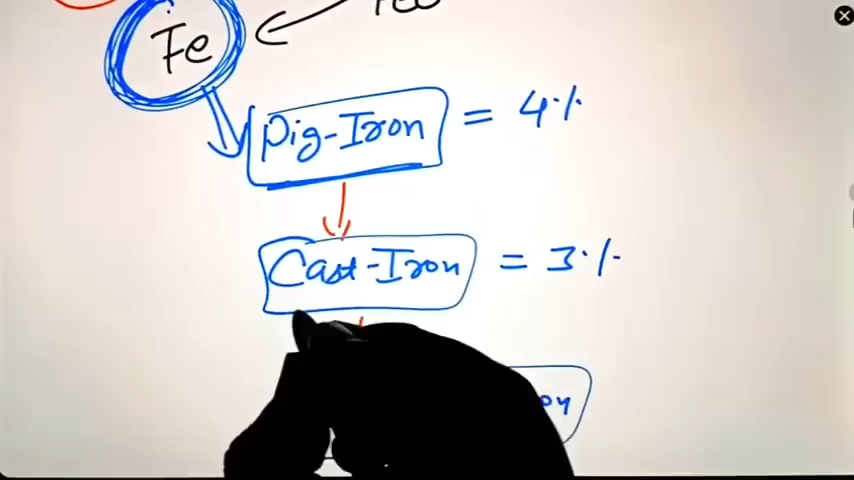 Fe
Pig-Iron = 4%
Cast-Iron = 3%